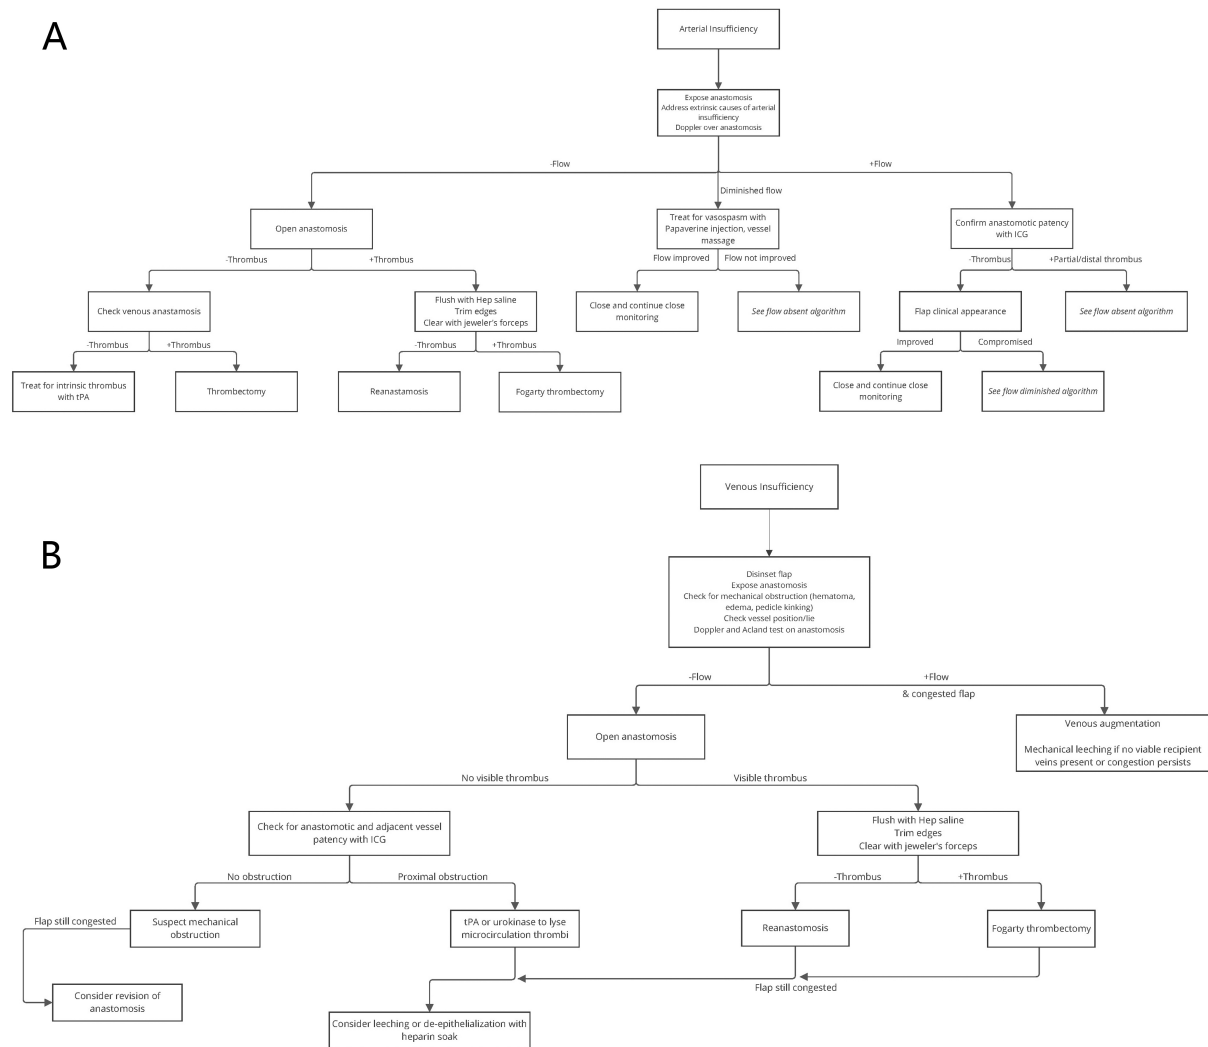 A
Arterial Insufficiency
Expose anastomosis
Address extrinsic causes of arterial
insufficiency
Doppler over anastomosis
-Flow
+Flow
Diminished flow
Open anastomosis
Treat for vasospasm with
Papaverine injection, vessel
massage
Confirm anastomotic patency
with ICG
-Thrombus
+Thrombus
Flow improved
Flow not improved
-Thrombus
+Partial/distal thrombus
Check venous anastamosis
Flush with Hep saline
Trim edges
Clear with jeweler's forceps
Close and continue close
monitoring
See flow absent algorithm
Flap clinical appearance
See flow absent algorithm
-Thrombus
+Thrombus
-Thrombus
+Thrombus
Improved
Compromised
Treat for intrinsic thrombus
with tPA
Thrombectomy
Reanastamosis
Fogarty thrombectomy
Close and continue close
monitoring
See flow diminished algorithm
B
Venous Insufficiency
Disinset flap
Expose anastomosis
Check for mechanical obstruction (hematoma,
edema, pedicle kinking)
Check vessel position/lie
Doppler and Acland test on anastomosis
-Flow
+Flow
& congested flap
Open anastomosis
Venous augmentation
Mechanical leeching if no viable recipient
veins present or congestion persists
No visible thrombus
Visible thrombus
Check for anastomotic and adjacent vessel
patency with ICG
Flush with Hep saline
Trim edges
Clear with jeweler's forceps
No obstruction
Proximal obstruction
-Thrombus
+Thrombus
Flap still congested
Suspect mechanical
obstruction
tPA or urokinase to lyse
microcirculation thrombi
Reanastomosis
Fogarty thrombectomy
Flap still congested
Consider revision of
anastomosis
Consider leeching or de-epithelialization with
heparin soak